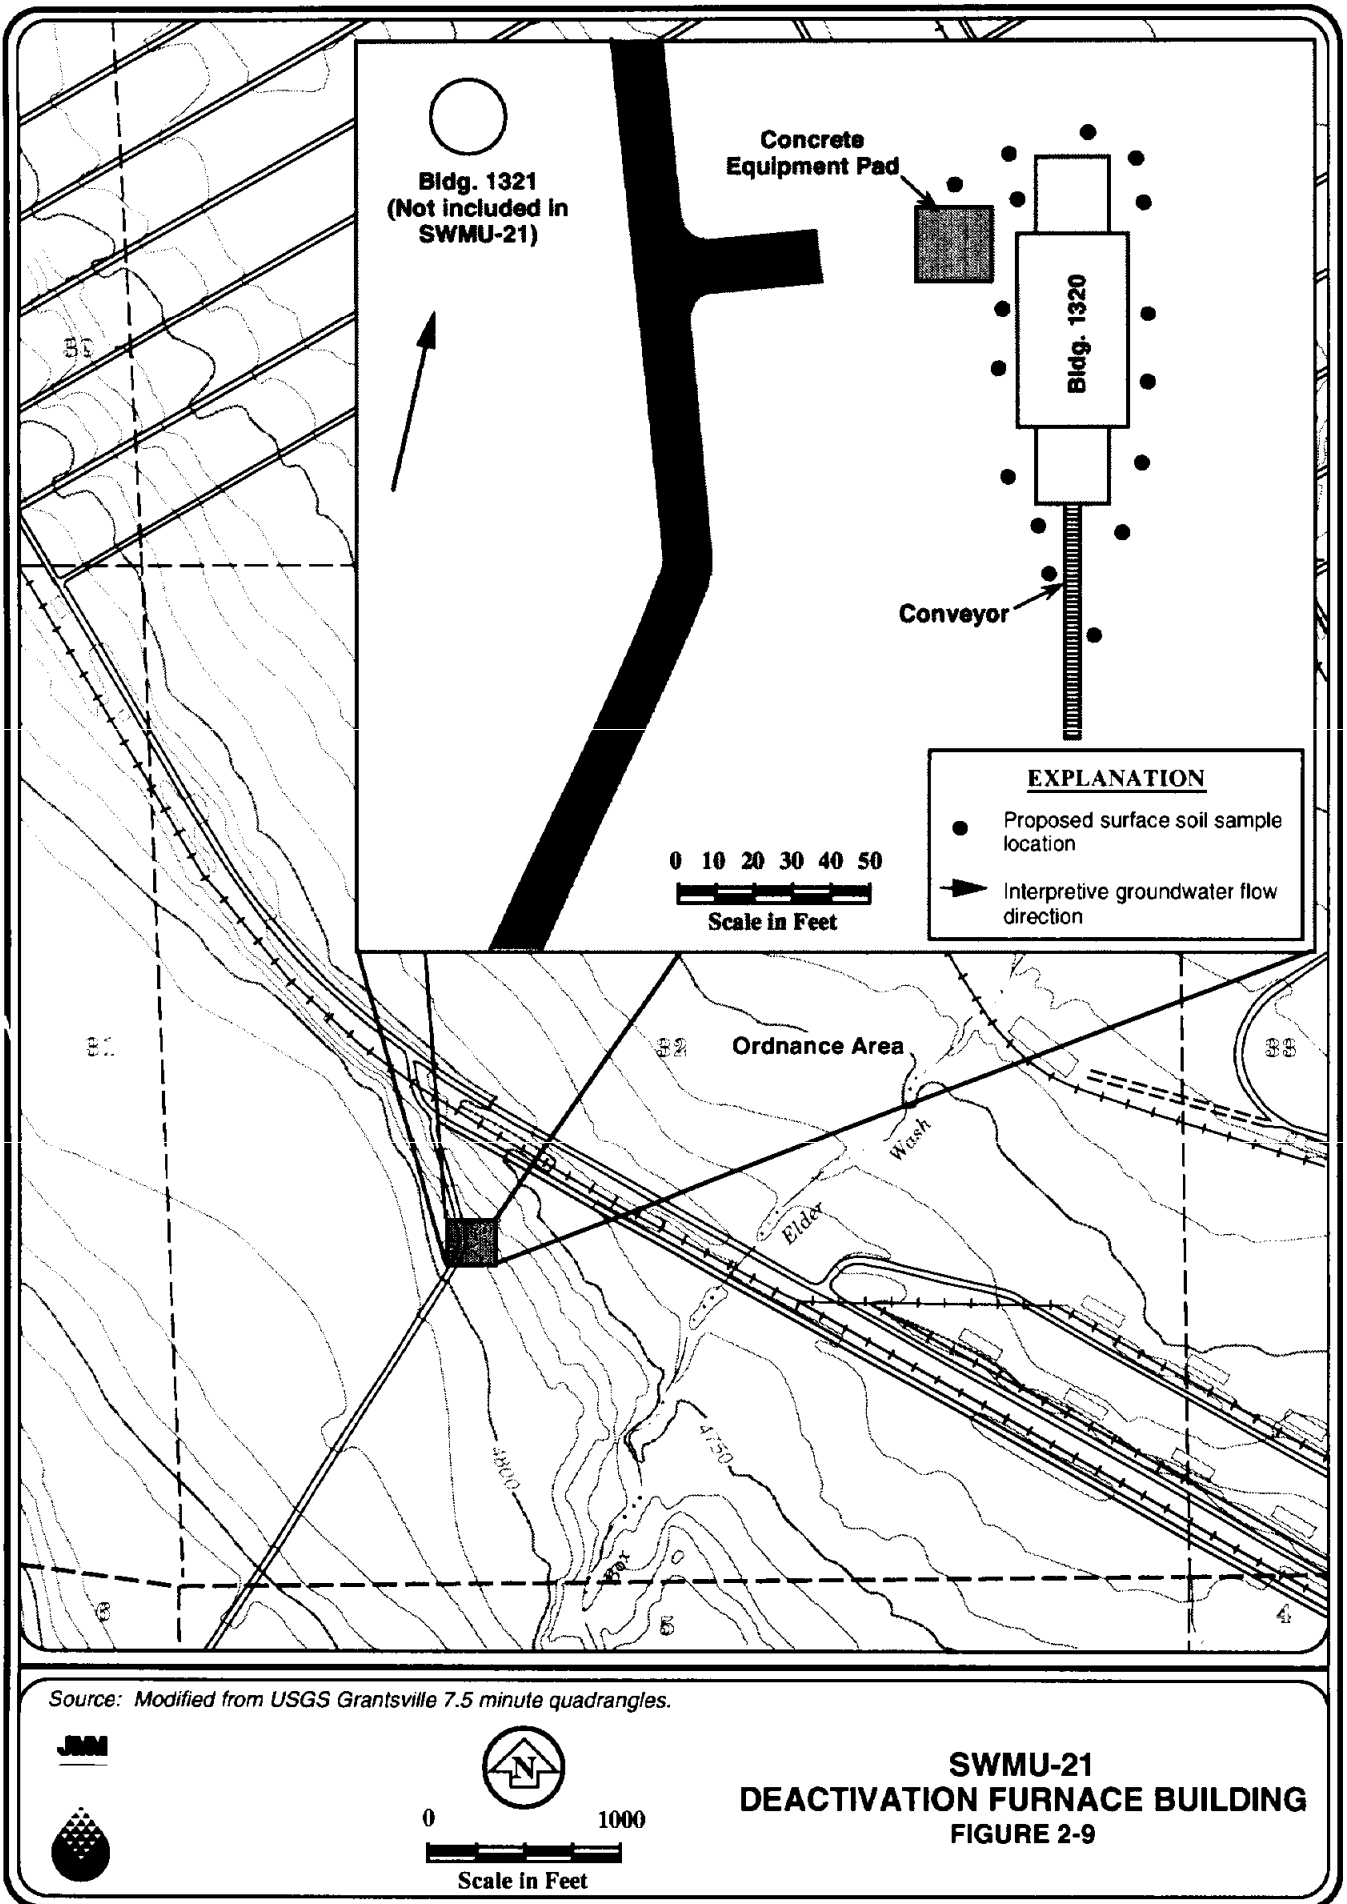 Bldg. 1321
(Not included in
SWMU-21)
Concrete
Equipment Pad
Bldg. 1320
Conveyor
EXPLANATION
Proposed surface soil sample
location
Interpretive groundwater flow
direction
0 10 20 30 40 50
Scale in Feet
32
Ordnance Area
33
Wash
Elder
4800
4750
Box
6
5
4
Source: Modified from USGS Grantsville 7.5 minute quadrangles.
JMM
N
0 1000
Scale in Feet
SWMU-21
DEACTIVATION FURNACE BUILDING
FIGURE 2-9